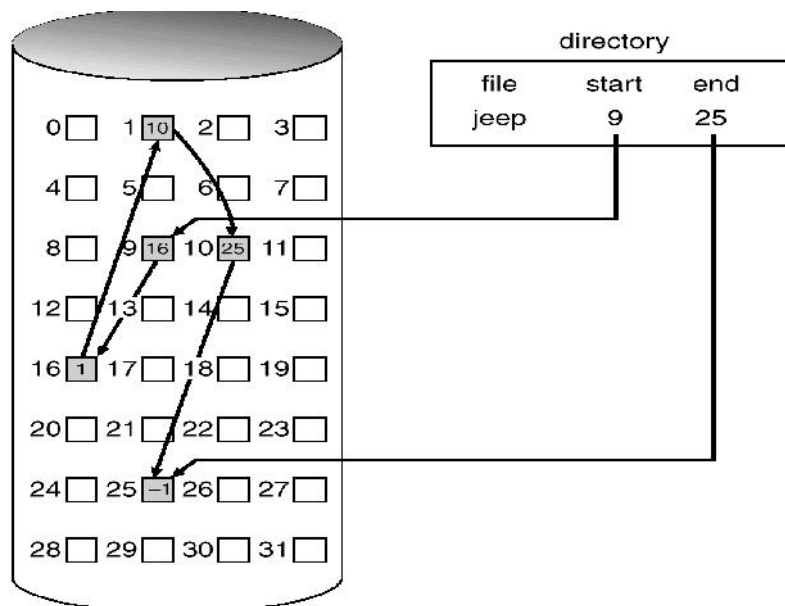 directory
file start end
jeep 9 25
0 1 10 2 3
4 5 6 7
8 9 16 10 25 11
12 13 14 15
16 1 17 18 19
20 21 22 23
24 25 -1 26 27
28 29 30 31